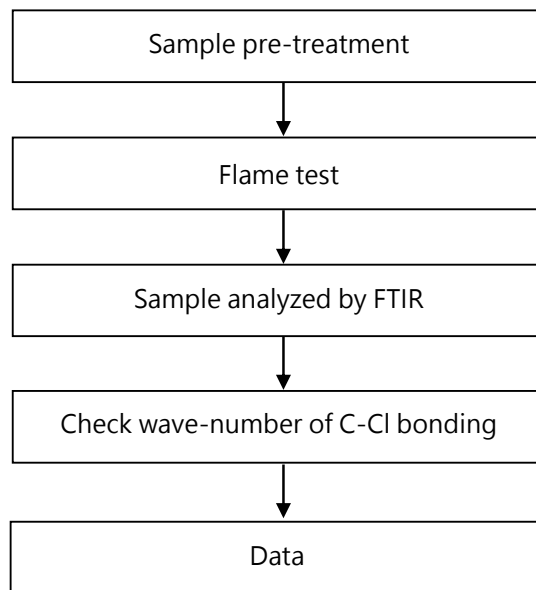 Sample pre-treatment
Flame test
Sample analyzed by FTIR
Check wave-number of C-Cl bonding
Data